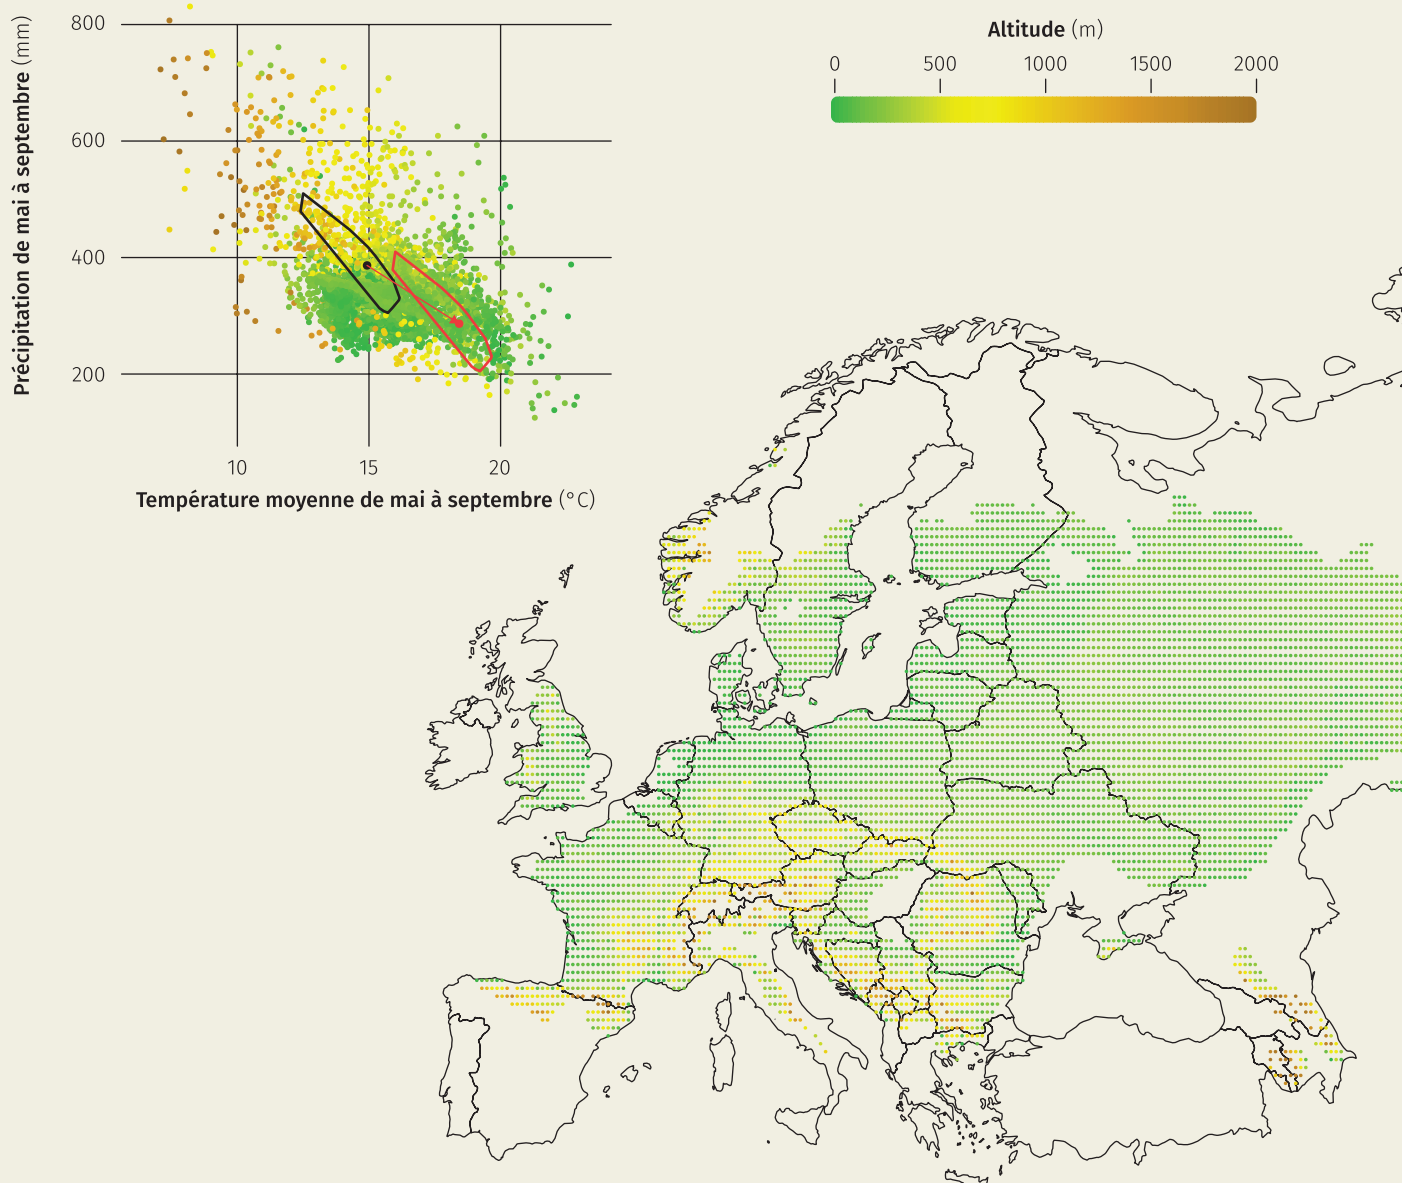 Précipitation de mai à septembre (mm)
800
600
400
200
10 15 20
Température moyenne de mai à septembre (°C)
Altitude (m)
0 500 1000 1500 2000